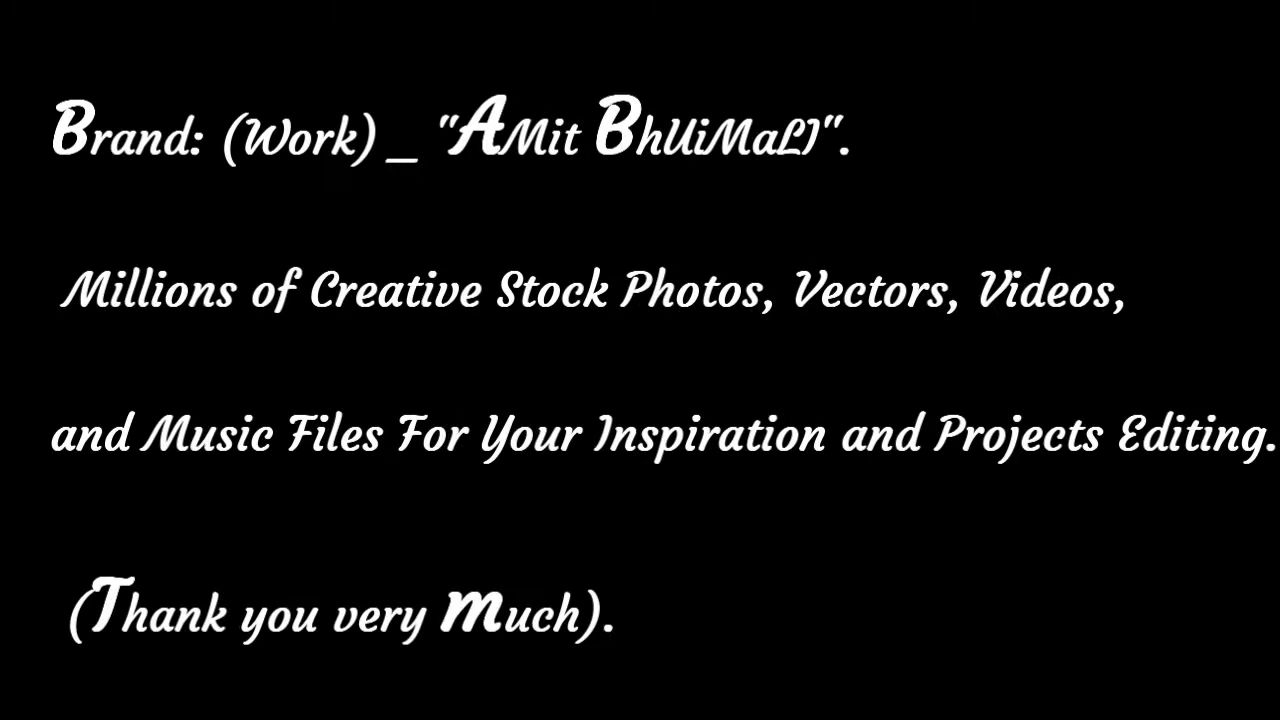 Brand: (Work) _ "AMit BhUiMaLI".
Millions of Creative Stock Photos, Vectors, Videos,
and Music Files For Your Inspiration and Projects Editing.
(Thank you very much).